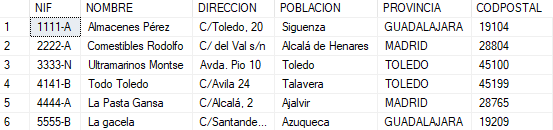 NIF NOMBRE DIRECCION POBLACION PROVINCIA CODPOSTAL
1 1111-A Almacenes Pérez C/Toledo, 20 Siguenza GUADALAJARA 19104
2 2222-A Comestibles Rodolfo C/ del Val s/n Alcalá de Henares MADRID 28804
3 3333-N Ultramarinos Montse Avda. Pio 10 Toledo TOLEDO 45100
4 4141-B Todo Toledo C/Avila 24 Talavera TOLEDO 45199
5 4444-A La Pasta Gansa C/Alcalá, 2 Ajalvir MADRID 28765
6 5555-B La gacela C/Santande... Azuqueca GUADALAJARA 19209